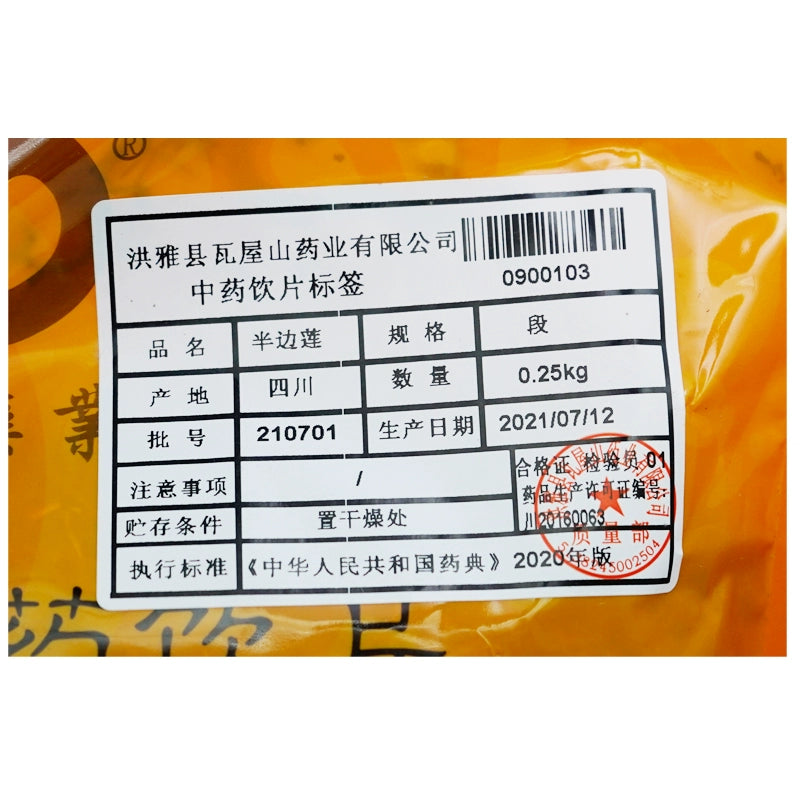 ®
洪雅县瓦屋山药业有限公司
中药饮片标签
0900103
品 名 半边莲 规 格 段
产 地 四川 数 量 0.25kg
批 号 210701 生产日期 2021/07/12
注意事项 /
合格证 检验员 01
药品生产许可证编号:
川20160063
贮存条件 置干燥处
执行标准 《中华人民共和国药典》 2020年版
质量部
業
药饮